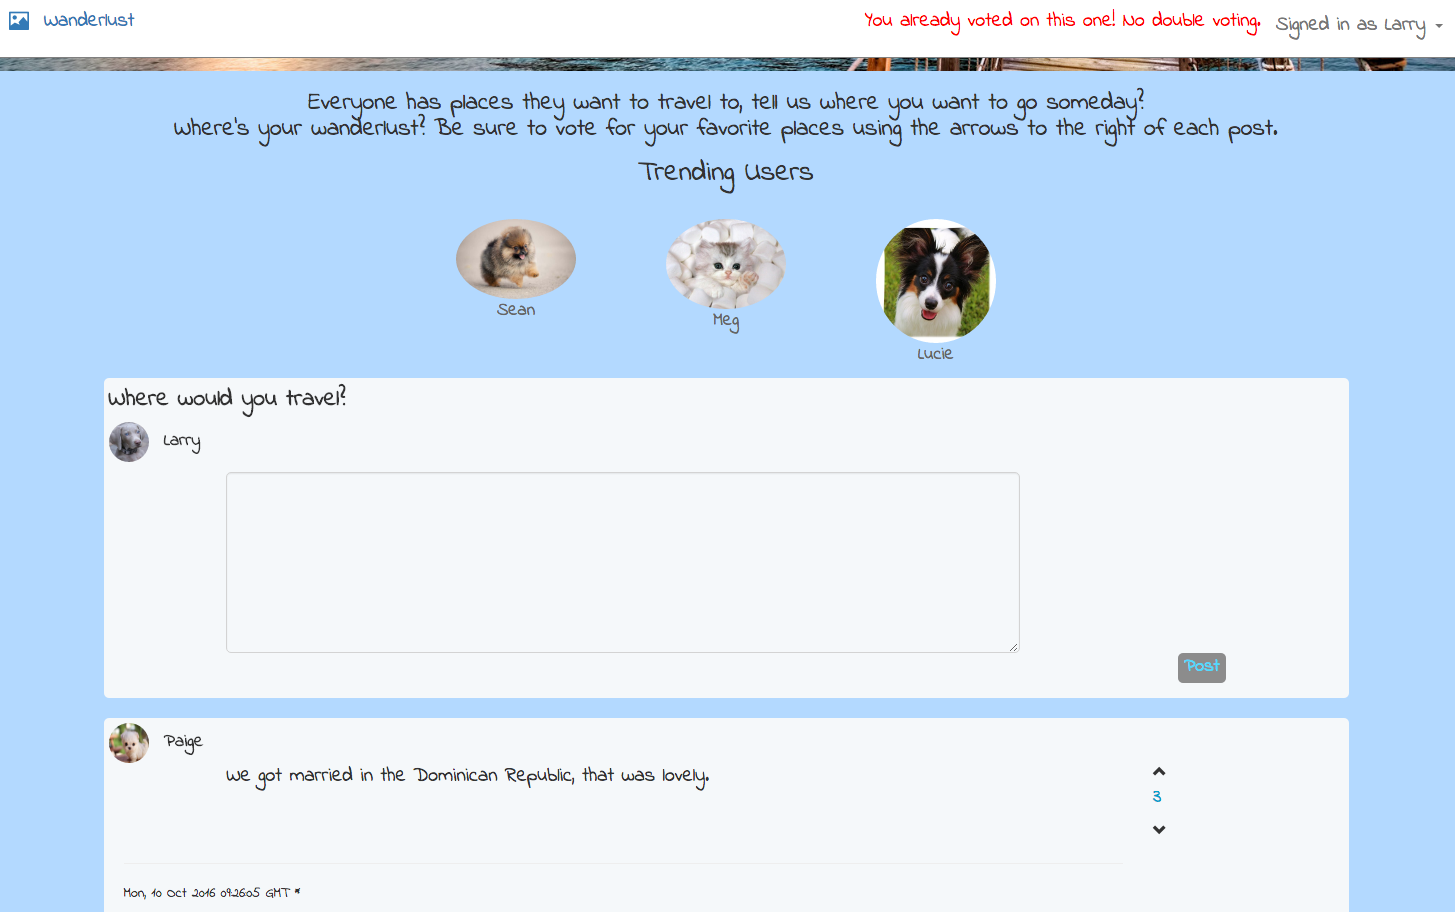 Wanderlust
You already voted on this one! No double voting.
Signed in as Larry
Everyone has places they want to travel to, tell us where you want to go someday?
Where's your wanderlust? Be sure to vote for your favorite places using the arrows to the right of each post.
Trending Users
Sean
Meg
Lucie
Where would you travel?
Larry
Post
Paige
We got married in the Dominican Republic, that was lovely.
3
Mon, 10 Oct 2016 09:26:05 GMT *